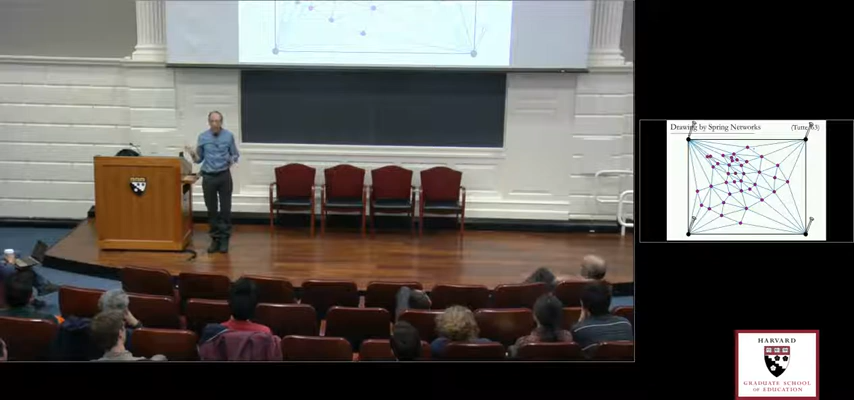 Drawing by Spring Networks (Tutte '63)
HARVARD
GRADUATE SCHOOL
OF EDUCATION